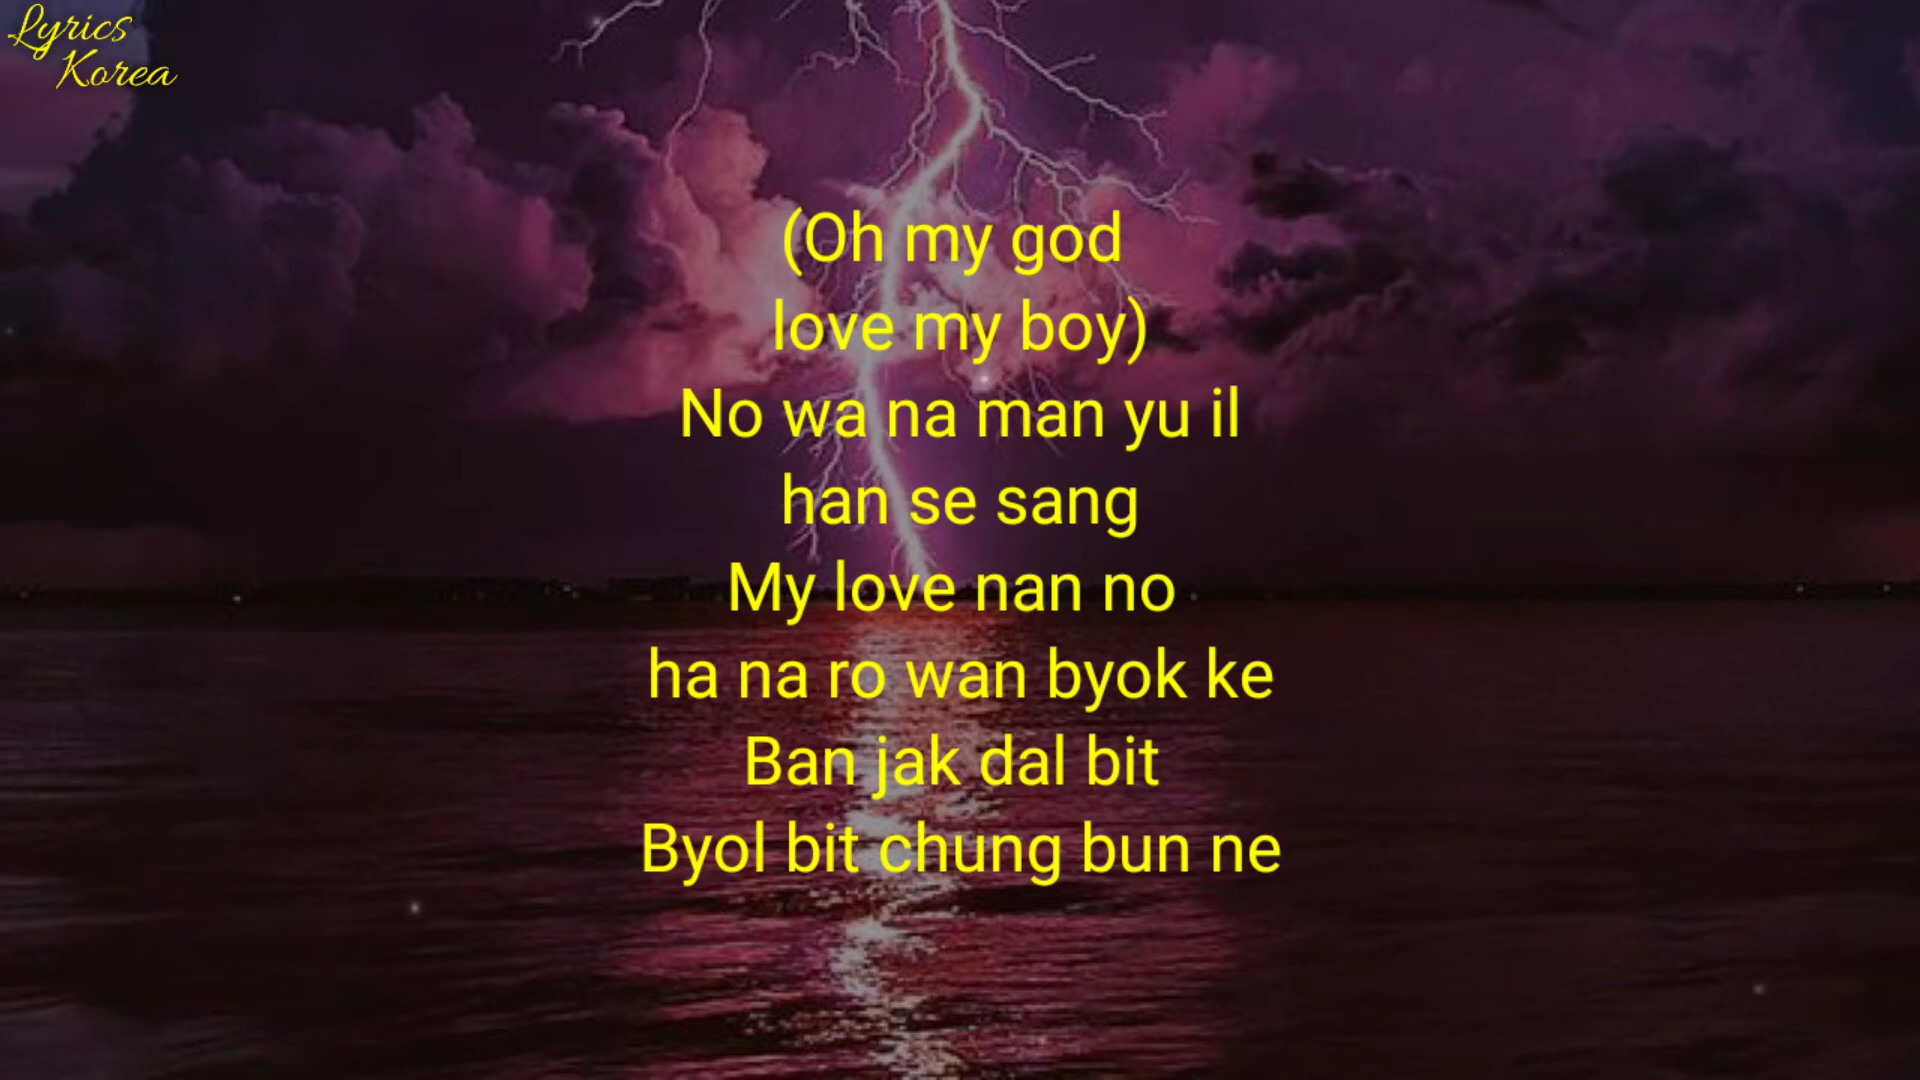 Lyrics
Korea
(Oh my god
love my boy)
No wa na man yu il
han se sang
My love nan no
ha na ro wan byok ke
Ban jak dal bit
Byol bit chung bun ne